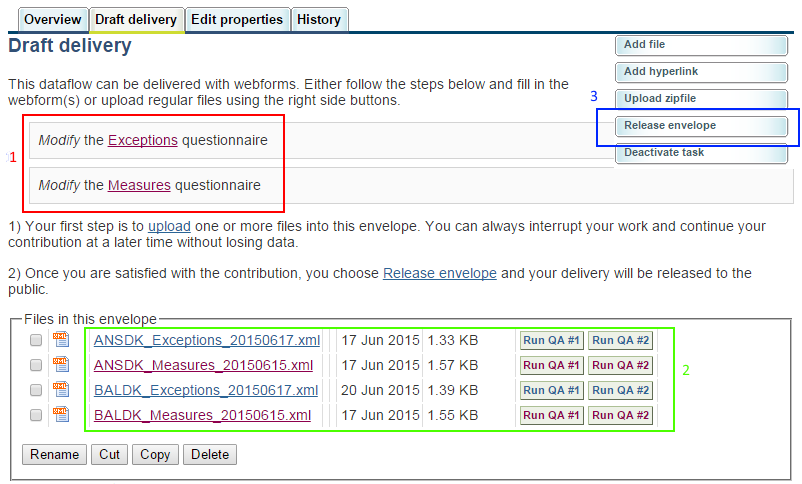 Overview Draft delivery Edit properties History
Draft delivery
Add file
Add hyperlink
This dataflow can be delivered with webforms. Either follow the steps below and fill in the
webform(s) or upload regular files using the right side buttons.
Upload zipfile
3
Release envelope
Deactivate task
1
Modify the Exceptions questionnaire
Modify the Measures questionnaire
1) Your first step is to upload one or more files into this envelope. You can always interrupt your work and continue your
contribution at a later time without losing data.
2) Once you are satisfied with the contribution, you choose Release envelope and your delivery will be released to the
public.
Files in this envelope
ANSDK_Exceptions_20150617.xml 17 Jun 2015 1.33 KB Run QA #1 Run QA #2
ANSDK_Measures_20150615.xml 17 Jun 2015 1.57 KB Run QA #1 Run QA #2
2
BALDK_Exceptions_20150617.xml 20 Jun 2015 1.39 KB Run QA #1 Run QA #2
BALDK_Measures_20150615.xml 17 Jun 2015 1.55 KB Run QA #1 Run QA #2
Rename Cut Copy Delete